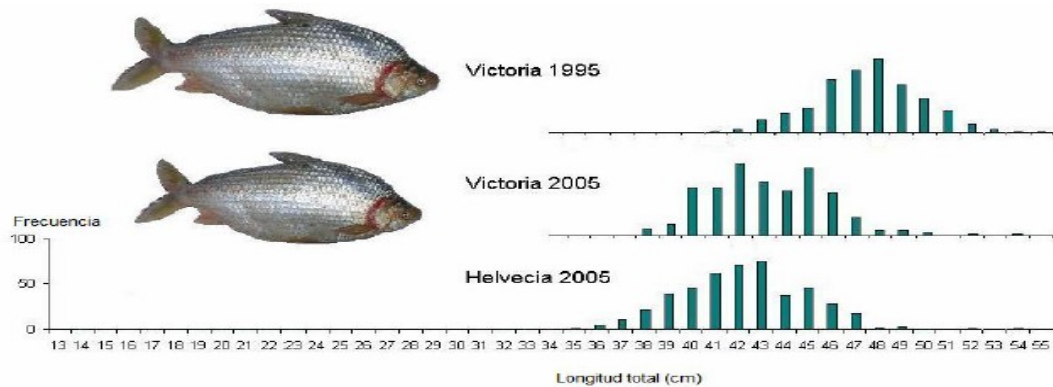 Victoria 1995
Victoria 2005
Frecuencia
100
Helvecia 2005
50
0
13 14 15 16 17 18 19 20 21 22 23 24 25 26 27 28 29 30 31 32 33 34 35 36 37 38 39 40 41 42 43 44 45 46 47 48 49 50 51 52 53 54 55
Longitud total (cm)